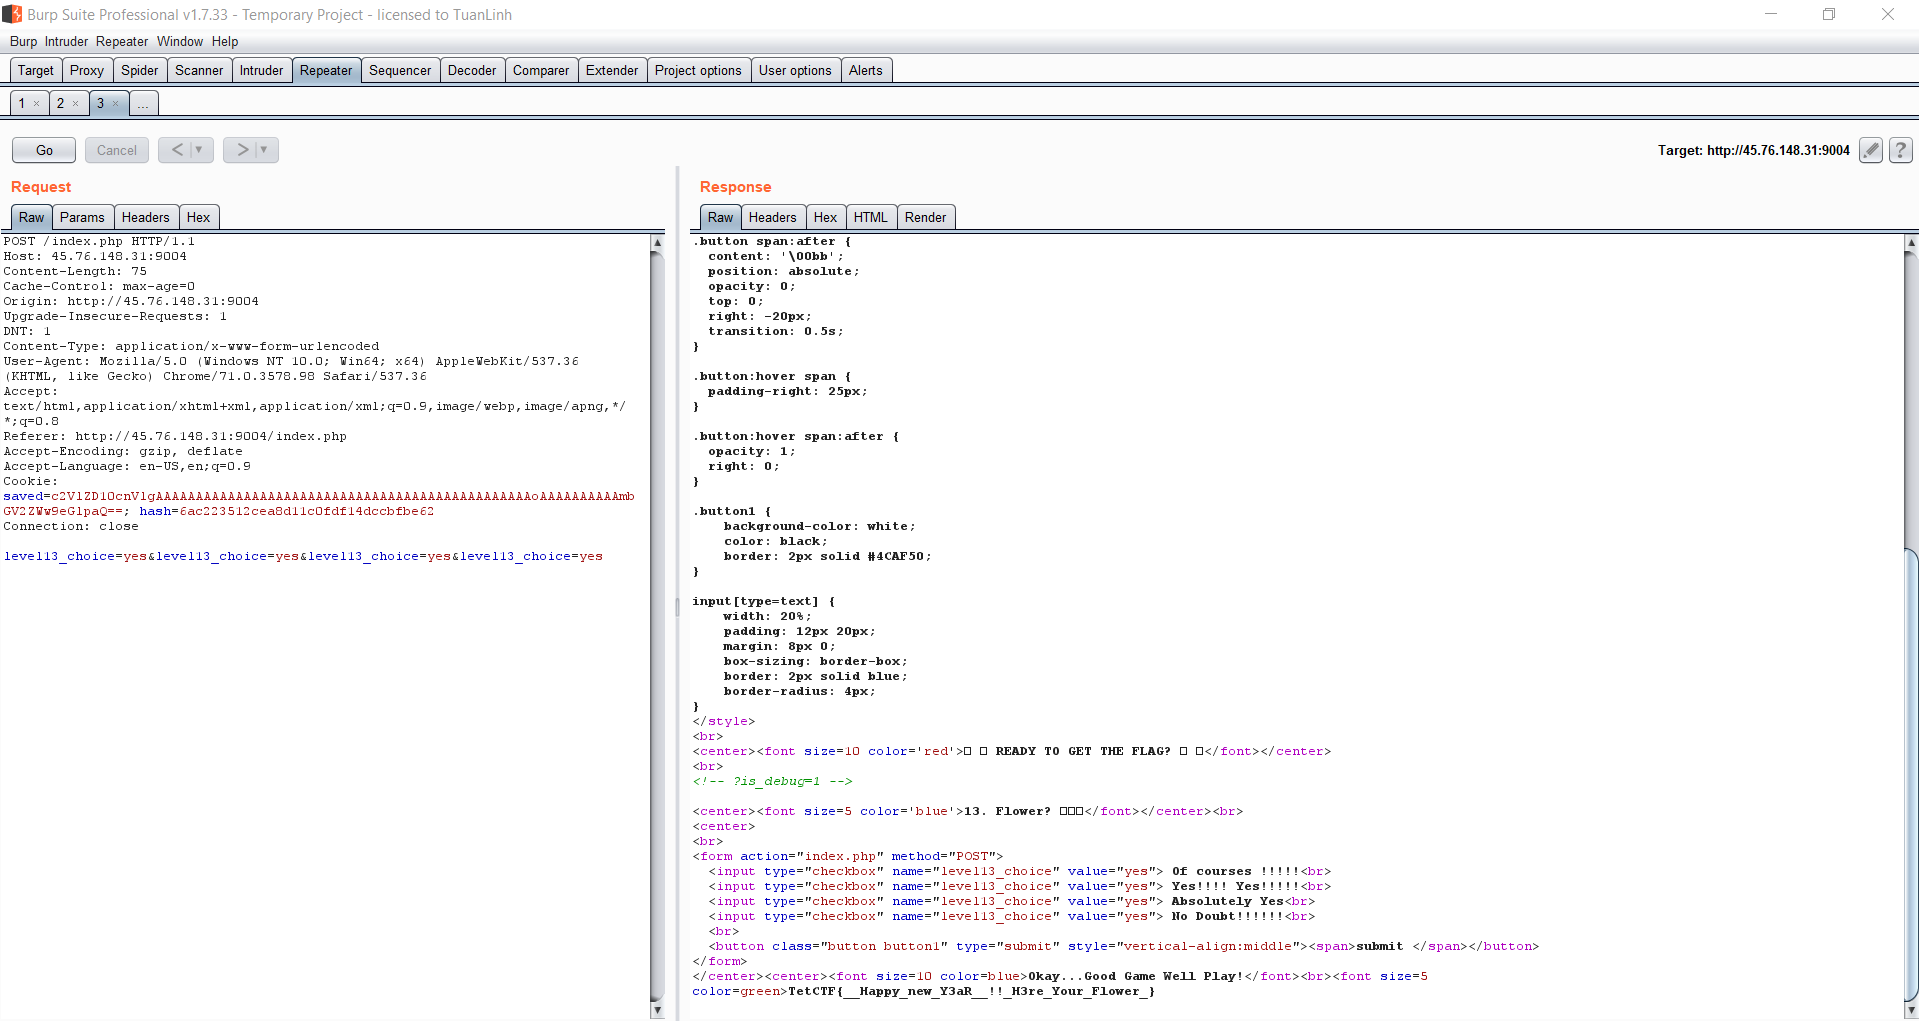 Burp Suite Professional v1.7.33 - Temporary Project - licensed to TuanLinh
Burp Intruder Repeater Window Help
Target Proxy Spider Scanner Intruder Repeater Sequencer Decoder Comparer Extender Project options User options Alerts
1 × 2 × 3 × ...
Go Cancel < ▼ > ▼ Target: http://45.76.148.31:9004 ?
Request
Raw Params Headers Hex
POST /index.php HTTP/1.1
Host: 45.76.148.31:9004
Content-Length: 75
Cache-Control: max-age=0
Origin: http://45.76.148.31:9004
Upgrade-Insecure-Requests: 1
DNT: 1
Content-Type: application/x-www-form-urlencoded
User-Agent: Mozilla/5.0 (Windows NT 10.0; Win64; x64) AppleWebKit/537.36
(KHTML, like Gecko) Chrome/71.0.3578.98 Safari/537.36
Accept:
text/html,application/xhtml+xml,application/xml;q=0.9,image/webp,image/apng,*/
*;q=0.8
Referer: http://45.76.148.31:9004/index.php
Accept-Encoding: gzip, deflate
Accept-Language: en-US,en;q=0.9
Cookie:
GV2ZWw9eGlpaQ==; hash=6ac223512cea8d11c0fdf14dccbfbe62
Connection: close
level13_choice=yes&level13_choice=yes&level13_choice=yes&level13_choice=yes
Response
Raw Headers Hex HTML Render
.button span:after {
content: '\00bb';
position: absolute;
opacity: 0;
top: 0;
right: -20px;
transition: 0.5s;
}
.button:hover span {
padding-right: 25px;
}
.button:hover span:after {
opacity: 1;
right: 0;
}
.button1 {
background-color: white;
color: black;
border: 2px solid #4CAF50;
}
input[type=text] {
width: 20%;
padding: 12px 20px;
margin: 8px 0;
box-sizing: border-box;
border: 2px solid blue;
border-radius: 4px;
}
</style>
<br>
<center><font size=10 color='red'>□ □ READY TO GET THE FLAG? □ □</font></center>
<br>
<!-- ?is_debug=1 -->
<center><font size=5 color='blue'>13. Flower? □□□</font></center><br>
<center>
<br>
<form action="index.php" method="POST">
<input type="checkbox" name="level13_choice" value="yes"> Of courses !!!!!<br>
<input type="checkbox" name="level13_choice" value="yes"> Yes!!!! Yes!!!!!<br>
<input type="checkbox" name="level13_choice" value="yes"> Absolutely Yes<br>
<input type="checkbox" name="level13_choice" value="yes"> No Doubt!!!!!!<br>
<br>
<button class="button button1" type="submit" style="vertical-align:middle"><span>submit </span></button>
</form>
</center><center><font size=10 color=blue>Okay...Good Game Well Play!</font><br><font size=5
color=green>TetCTF{__Happy_new_Y3aR__!!_H3re_Your_Flower_}